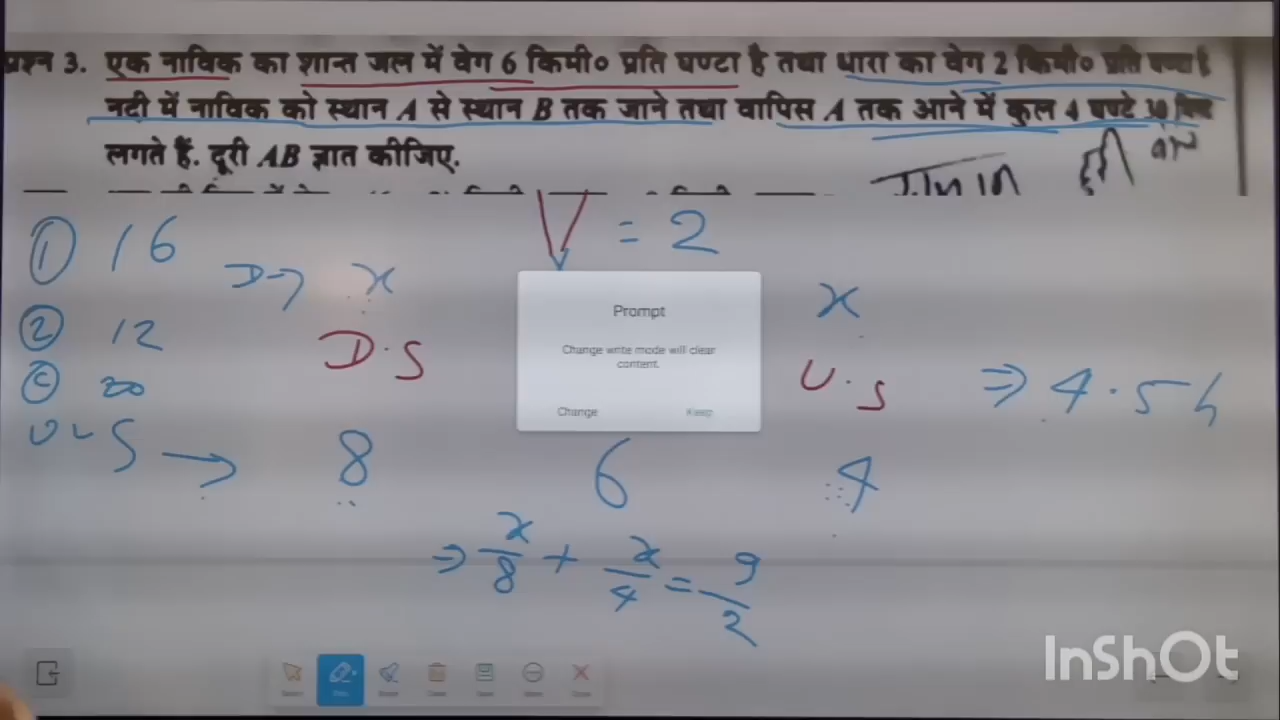 प्रश्न 3. एक नाविक का शान्त जल में वेग 6 किमी० प्रति घण्टा है तथा धारा का वेग 2 किमी० प्रति घण्टा है
नदी में नाविक को स्थान A से स्थान B तक जाने तथा वापिस A तक आने में कुल 4 घण्टे 30
लगते हैं. दूरी AB ज्ञात कीजिए.
① 16
D → x
V = 2
x
② 12
D.S
U.S
⇒ 4.5h
Ⓒ 20
→ 8
6
4
⇒ x/8 + x/4 = 9/2
Prompt
Change write mode will clear
content.
Change Keep
InShOt